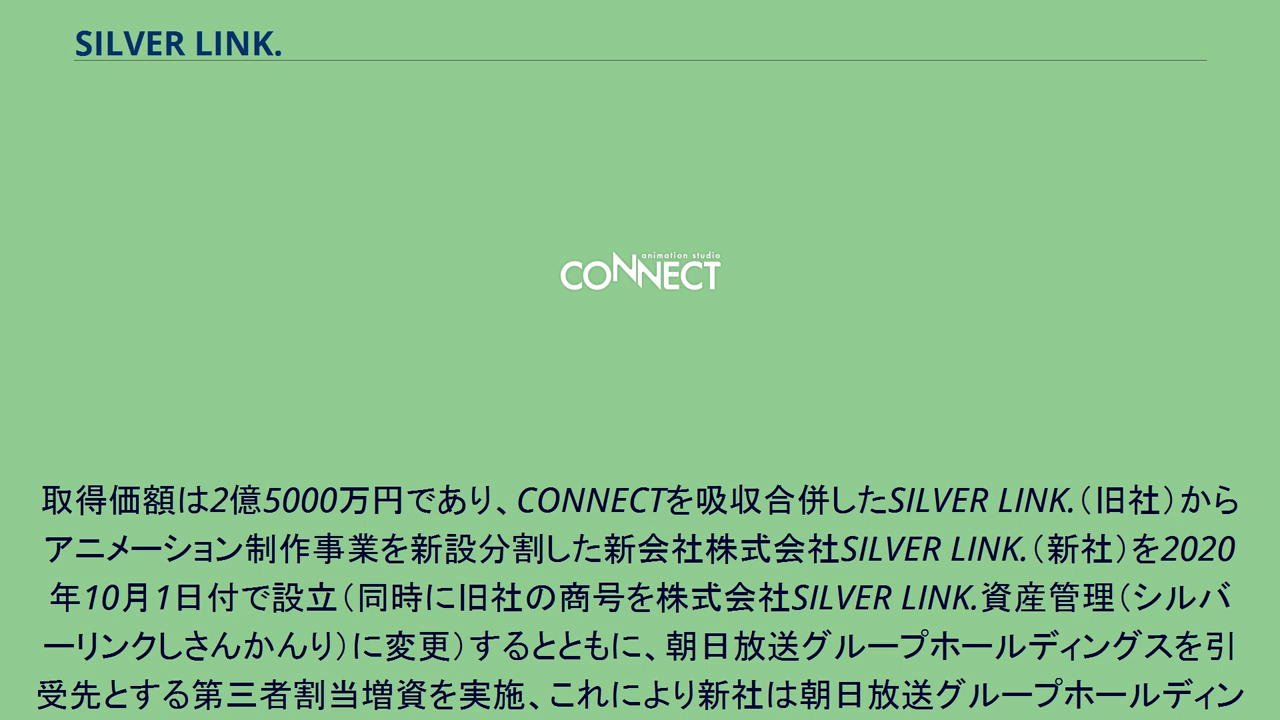 SILVER LINK.
animation studio
CONNECT
取得価額は2億5000万円であり、CONNECTを吸収合併したSILVER LINK.（旧社）から
アニメーション制作事業を新設分割した新会社株式会社SILVER LINK.（新社）を2020
年10月1日付で設立（同時に旧社の商号を株式会社SILVER LINK.資産管理（シルバ
ーリンクしさんかんり）に変更）するとともに、朝日放送グループホールディングスを引
受先とする第三者割当増資を実施、これにより新社は朝日放送グループホールディン